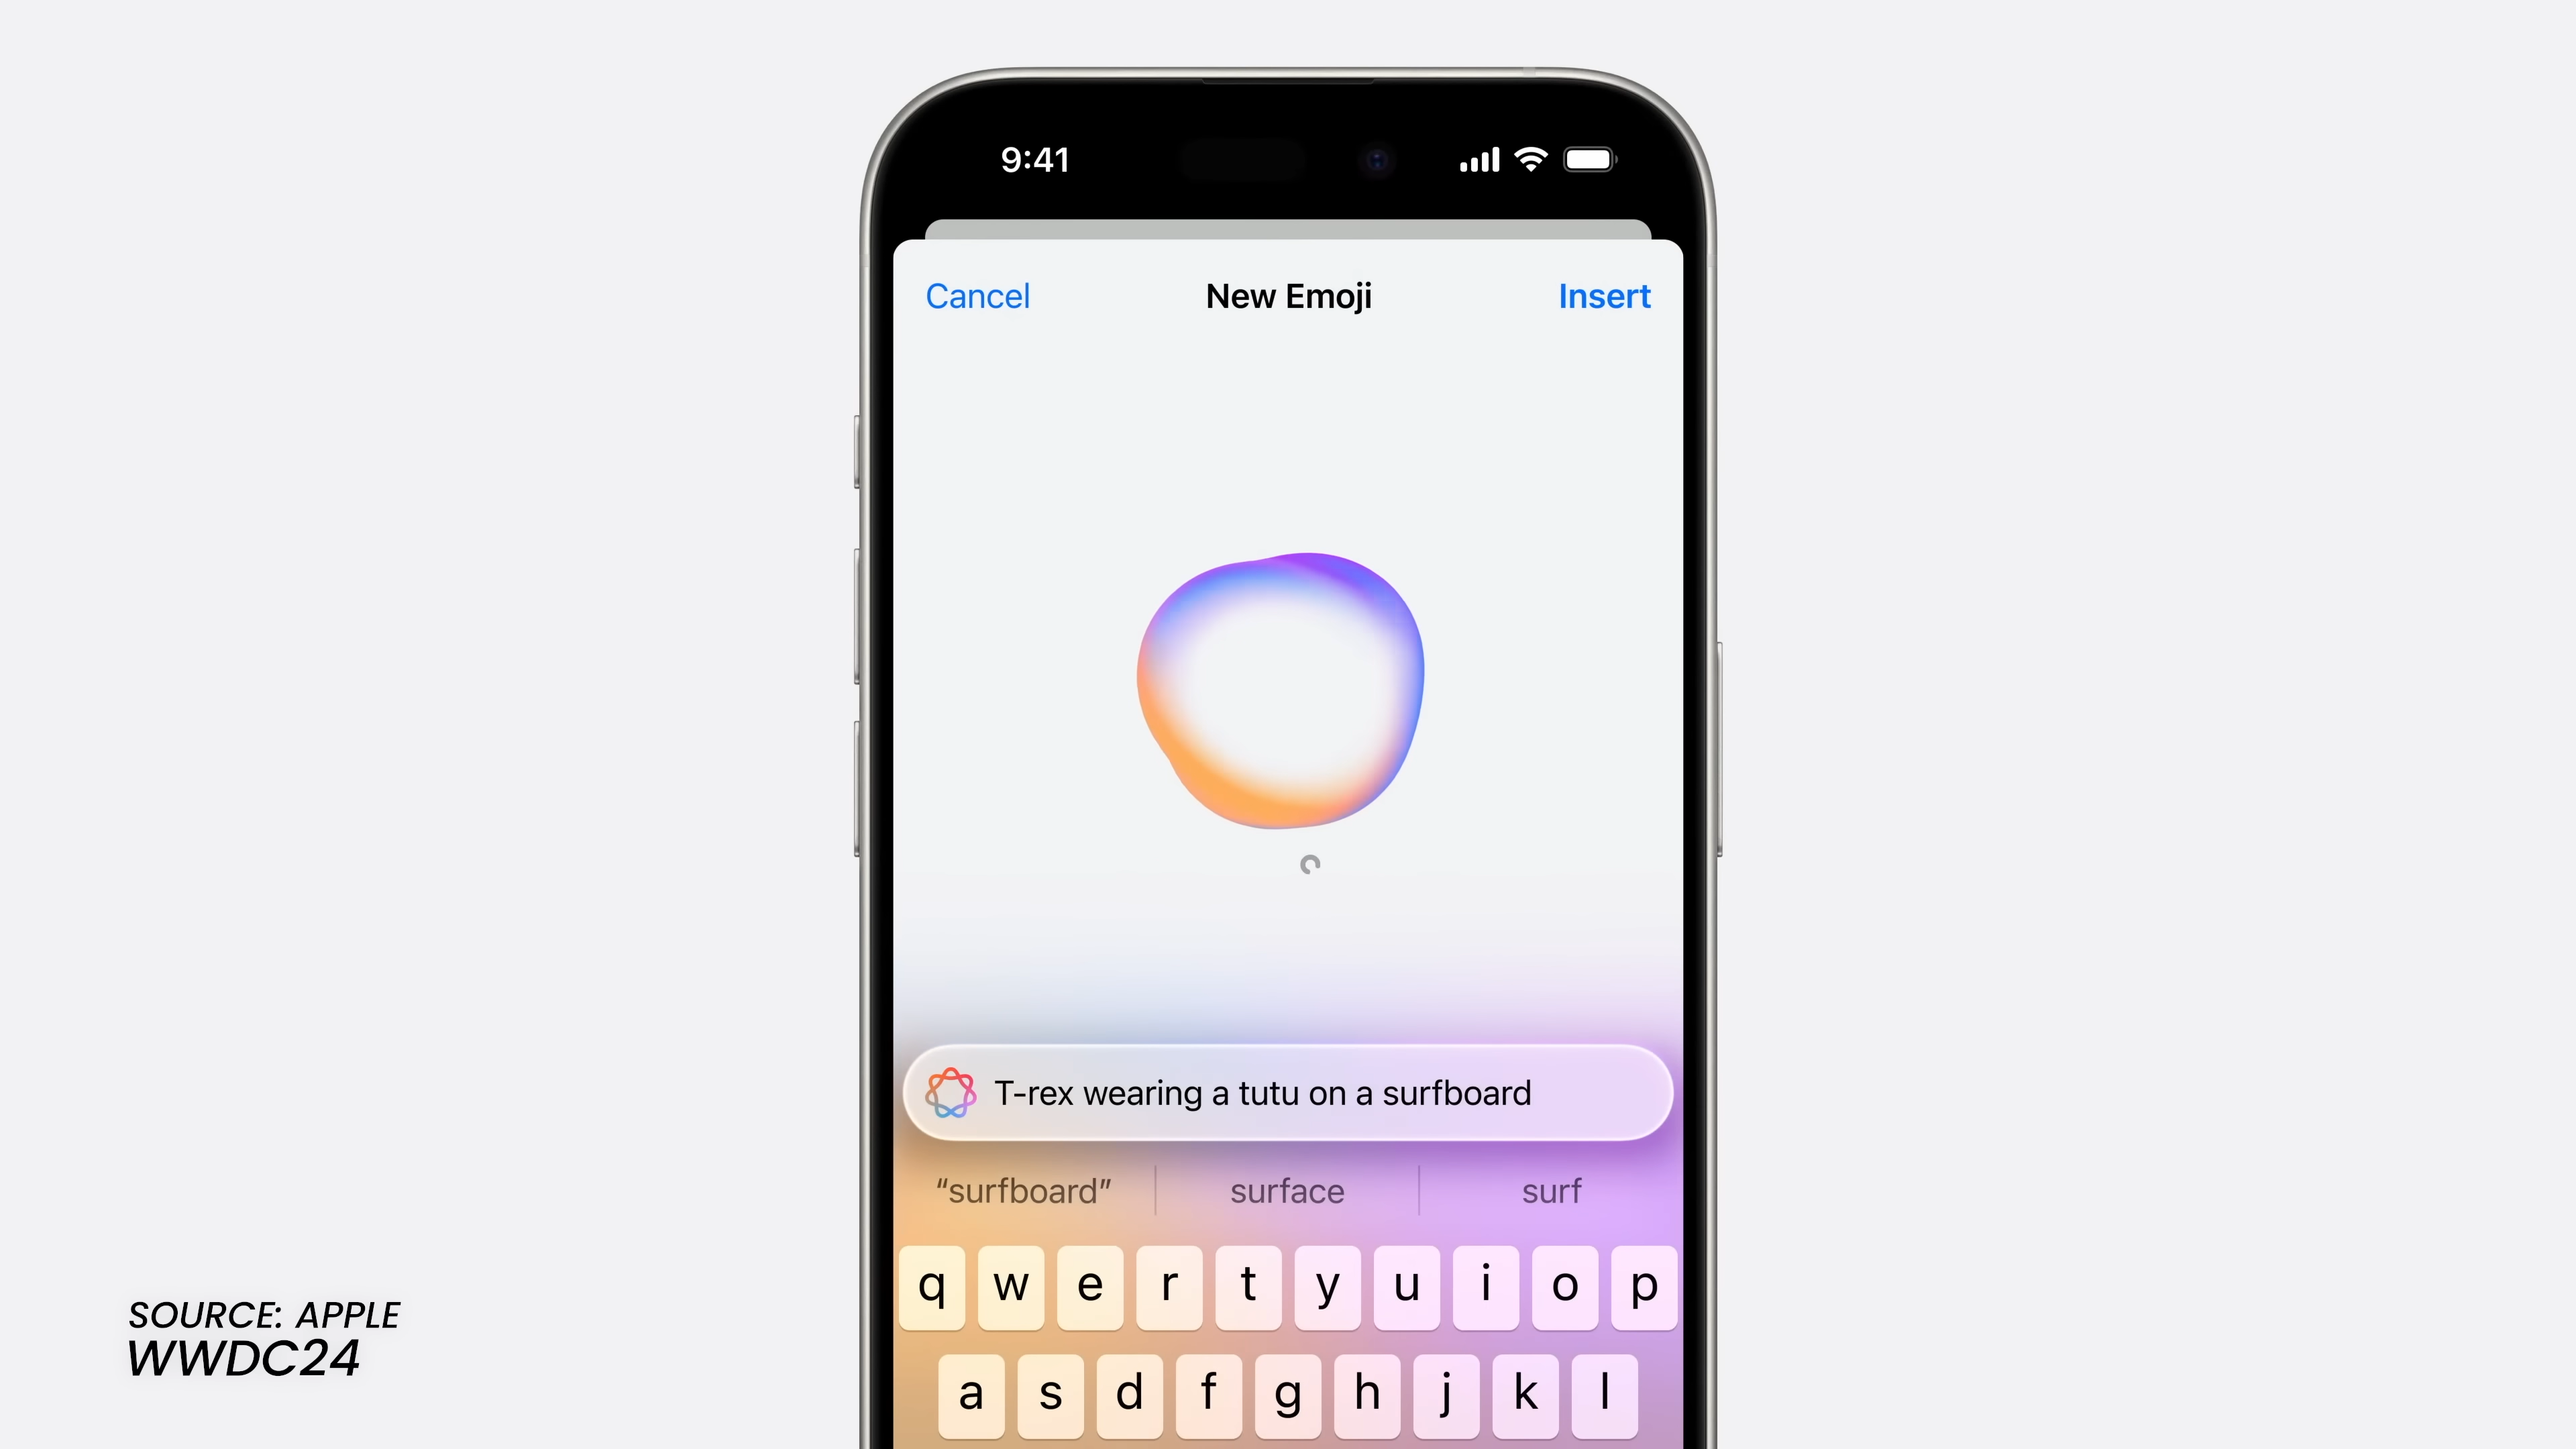 9:41
Cancel New Emoji Insert
T-rex wearing a tutu on a surfboard
“surfboard” surface surf
q w e r t y u i o p
a s d f g h j k l
SOURCE: APPLE
WWDC24